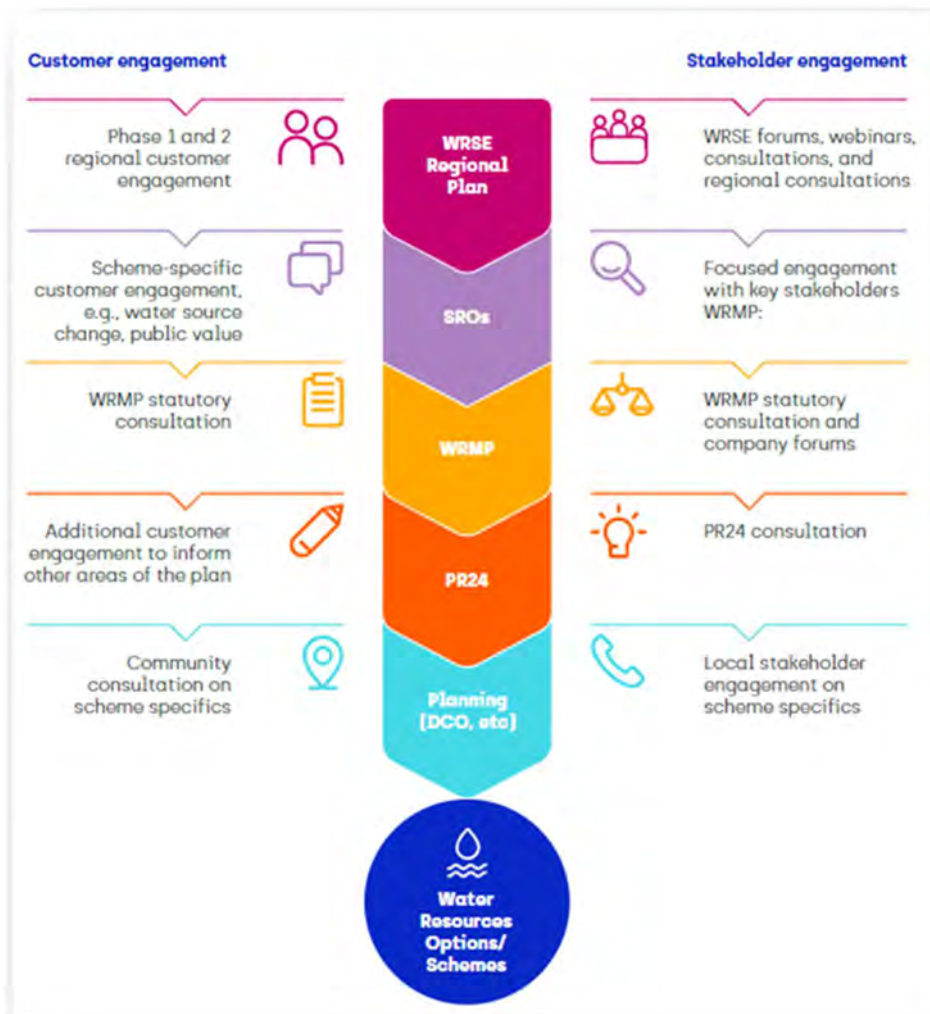 Customer engagement
Stakeholder engagement
Phase 1 and 2
regional customer
engagement
WRSE
Regional
Plan
WRSE forums, webinars,
consultations, and
regional consultations
Scheme-specific
customer engagement,
e.g., water source
change, public value
SROs
Focused engagement
with key stakeholders
WRMP:
WRMP statutory
consultation
WRMP
WRMP statutory
consultation and
company forums
Additional customer
engagement to inform
other areas of the plan
PR24
PR24 consultation
Community
consultation on
scheme specifics
Planning
(DCO, etc)
Local stakeholder
engagement on
scheme specifics
Water
Resources
Options/
Schemes